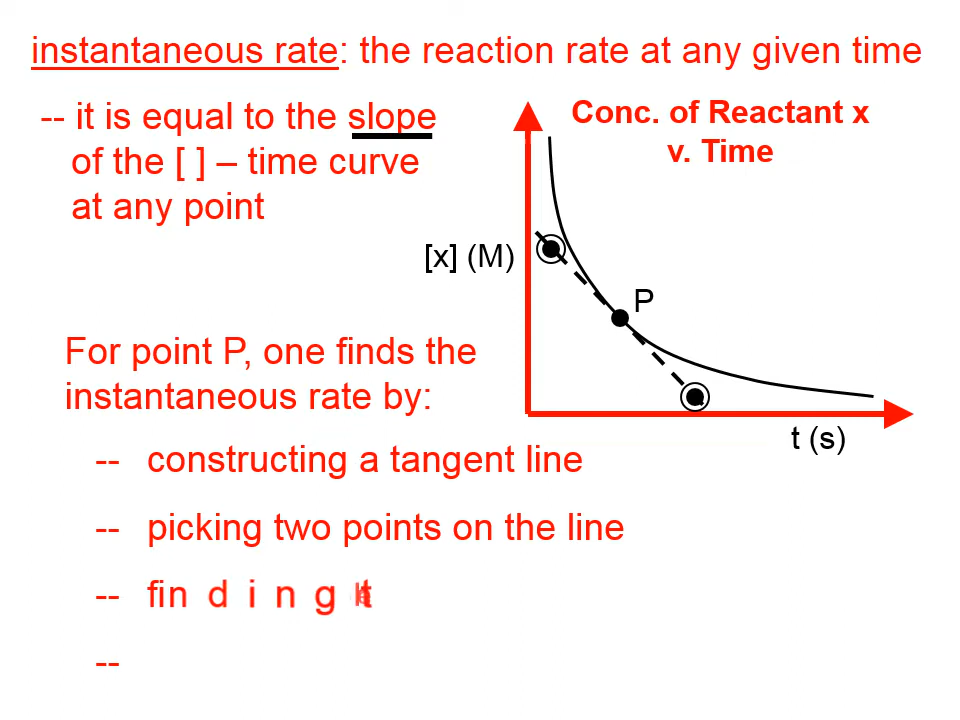 instantaneous rate: the reaction rate at any given time
-- it is equal to the slope
of the [ ] – time curve
at any point
Conc. of Reactant x
v. Time
[x] (M)
P
t (s)
For point P, one finds the
instantaneous rate by:
-- constructing a tangent line
-- picking two points on the line
-- finding
--